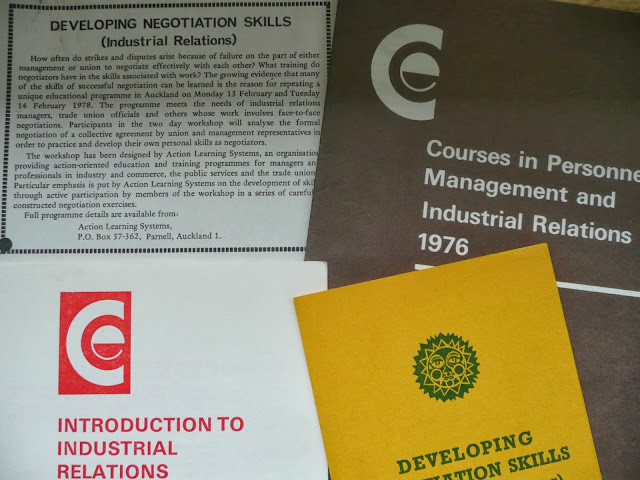 DEVELOPING NEGOTIATION SKILLS
(Industrial Relations)
How often do strikes and disputes arise because of failure on the part of either
management or union to negotiate effectively with each other? What training do
negotiators have in the skills associated with work? The growing evidence that many
of the skills of successful negotiation can be learned is the reason for repeating a
unique educational programme in Auckland on Monday 13 February and Tuesday
14 February 1978. The programme meets the needs of industrial relations
managers, trade union officials and others whose work involves face-to-face
negotiations. Participants in the two day workshop will analyse the formal
negotiation of a collective agreement by union and management representatives in
order to practice and develop their own personal skills as negotiators.
The workshop has been designed by Action Learning Systems, an organisation
providing action-oriented education and training programmes for managers an
professionals in industry and commerce, the public services and the trade union
Particular emphasis is put by Action Learning Systems on the development of skil
through active participation by members of the workshop in a series of careful
constructed negotiation exercises.
Full programme details are available from:
Action Learning Systems,
P.O. Box 37-362, Parnell, Auckland 1.
Ce
Courses in Personne
Management and
Industrial Relations
1976
Ce
INTRODUCTION TO
INDUSTRIAL
RELATIONS
DEVELOPING
TIATION SKILLS